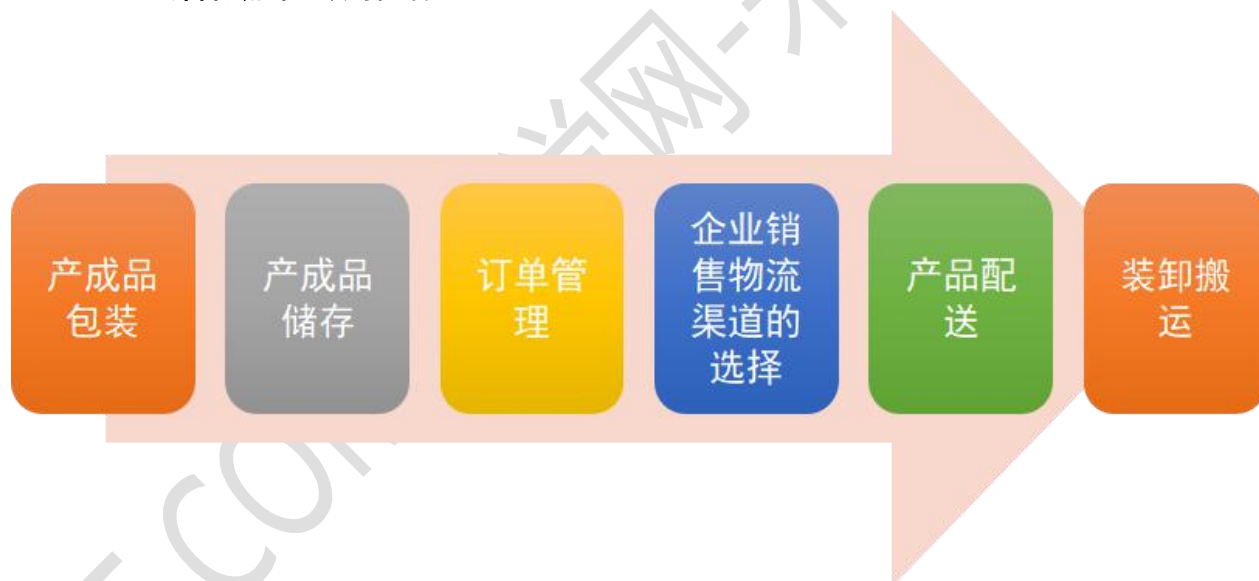 产成品
包装
产成品
储存
订单管
理
企业销
售物流
渠道的
选择
产品配
送
装卸搬
运